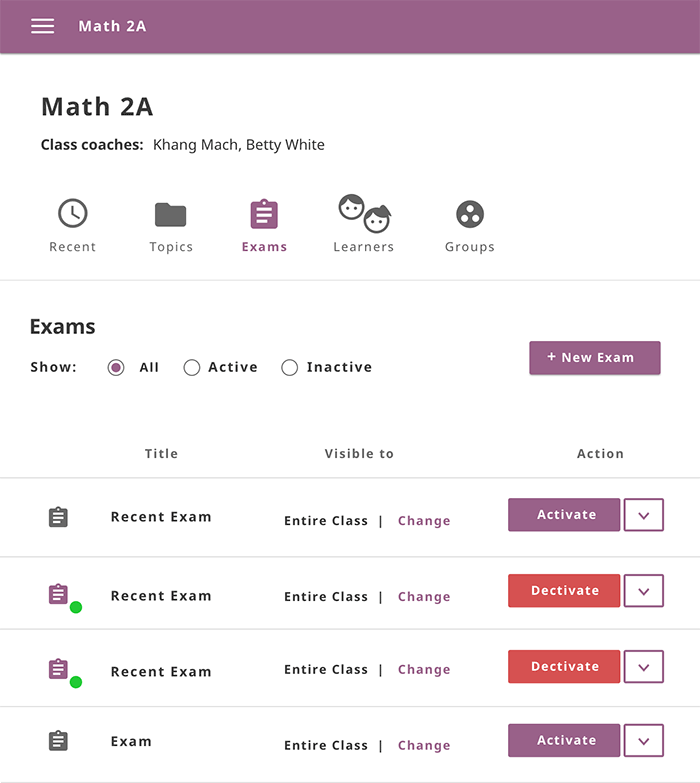 Math 2A
Math 2A
Class coaches: Khang Mach, Betty White
Recent Topics Exams Learners Groups
Exams
Show: All Active Inactive
+ New Exam
Title Visible to Action
Recent Exam Entire Class | Change Activate
Recent Exam Entire Class | Change Dectivate
Recent Exam Entire Class | Change Dectivate
Exam Entire Class | Change Activate